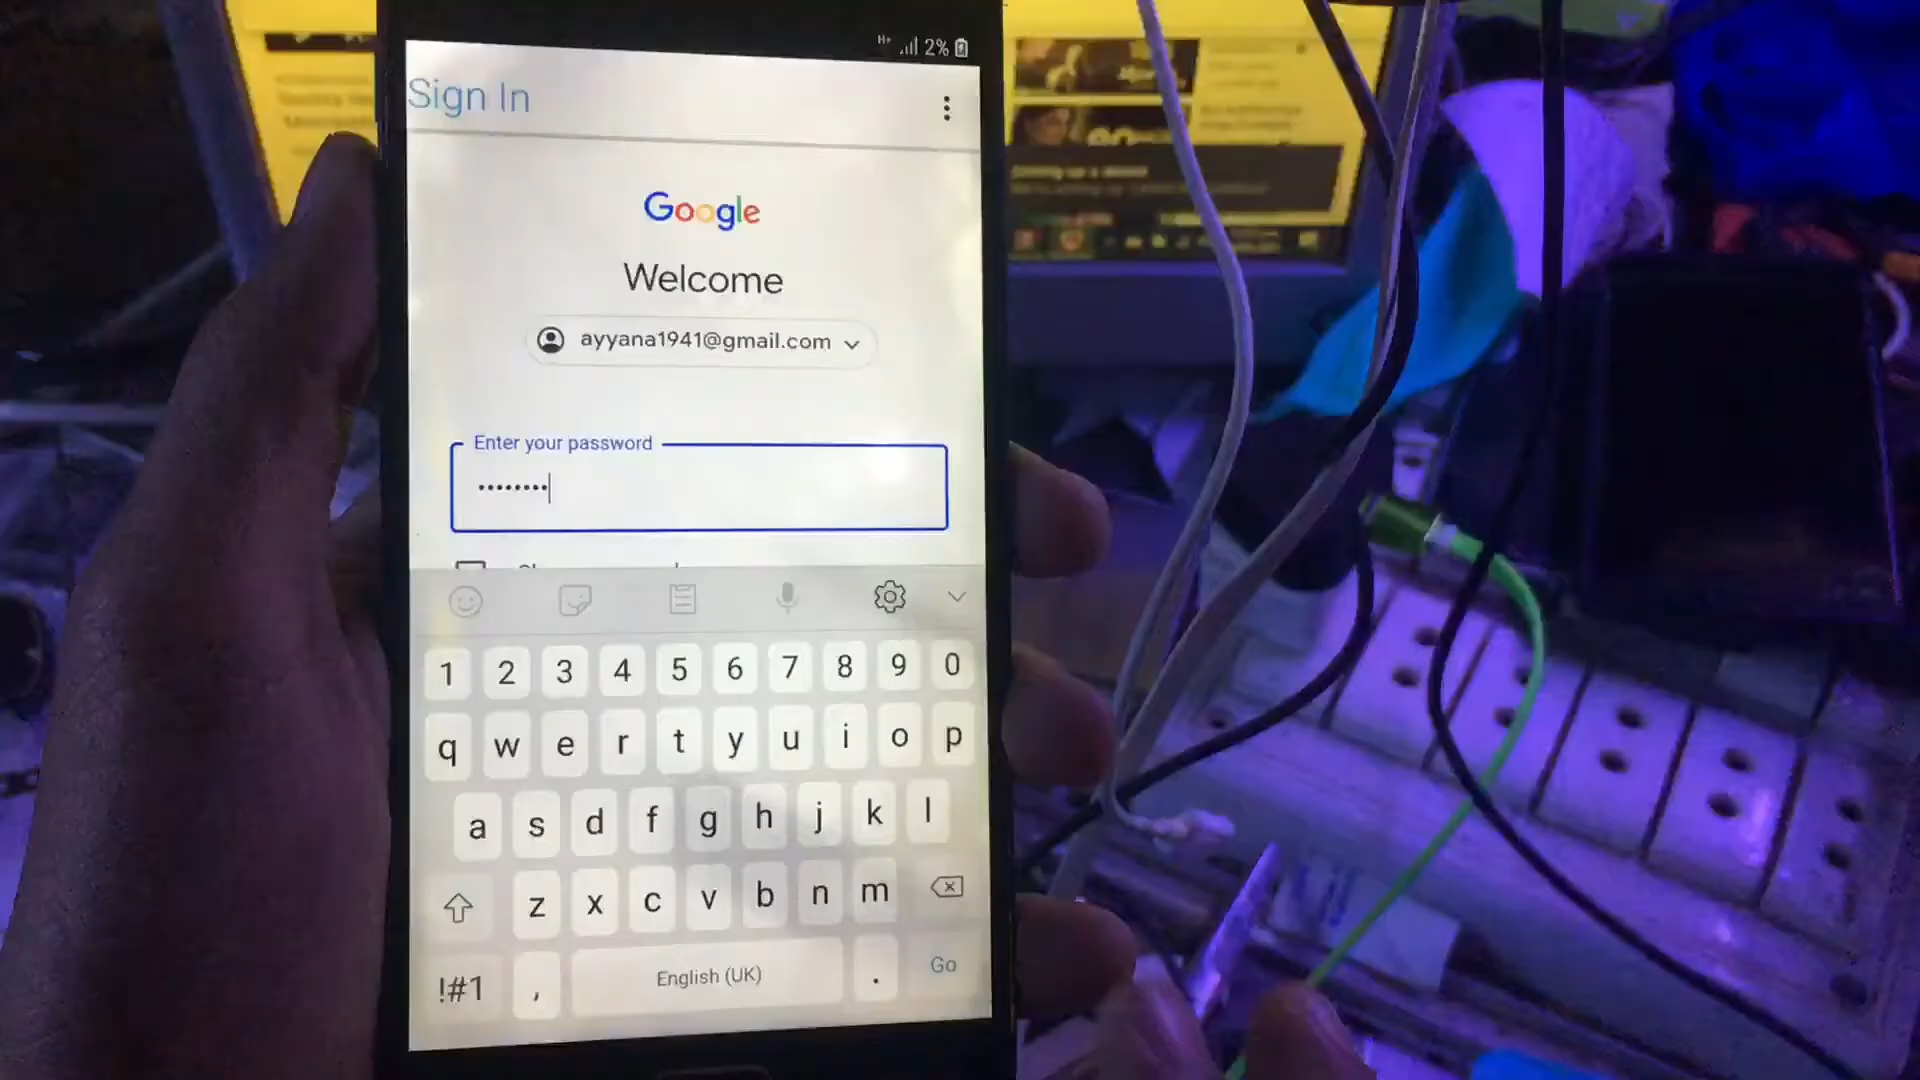 H+ 2%
Sign In
Google
Welcome
ayyana1941@gmail.com
Enter your password
••••••••
1 2 3 4 5 6 7 8 9 0
q w e r t y u i o p
a s d f g h j k l
z x c v b n m
!#1 , English (UK) . Go